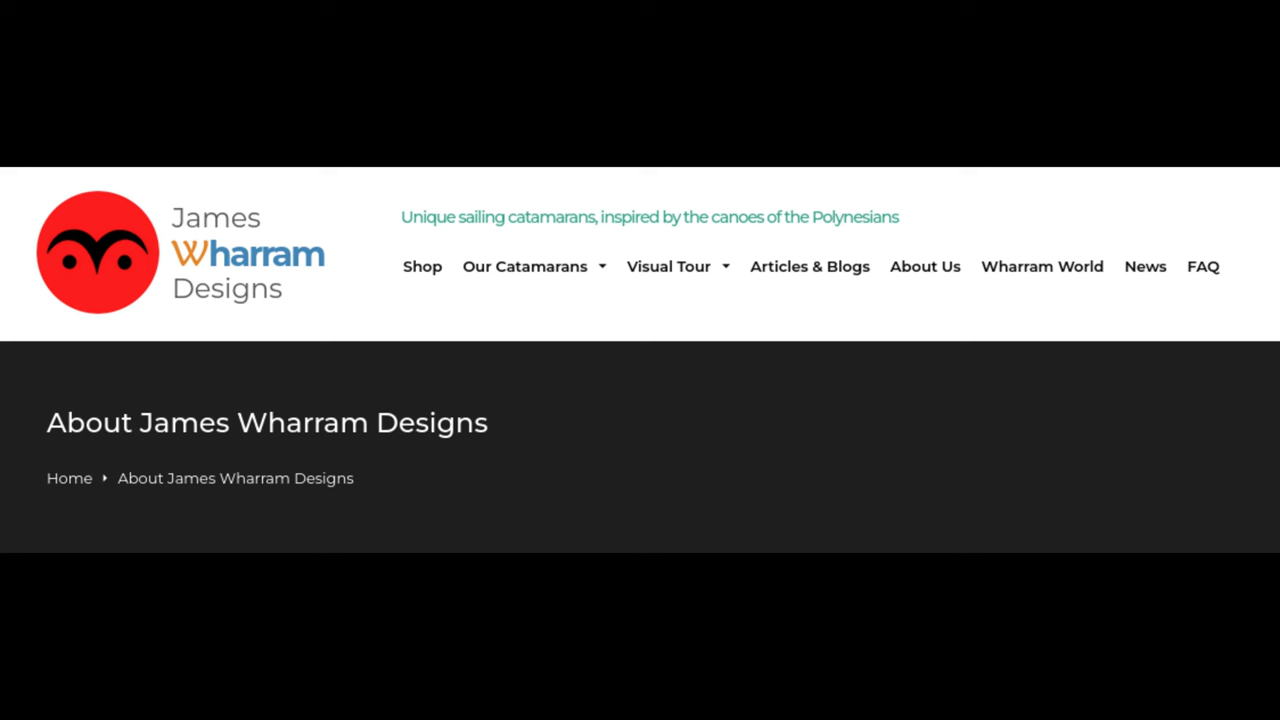 James
Wharram
Designs
Unique sailing catamarans, inspired by the canoes of the Polynesians
Shop Our Catamarans Visual Tour Articles & Blogs About Us Wharram World News FAQ
About James Wharram Designs
Home About James Wharram Designs